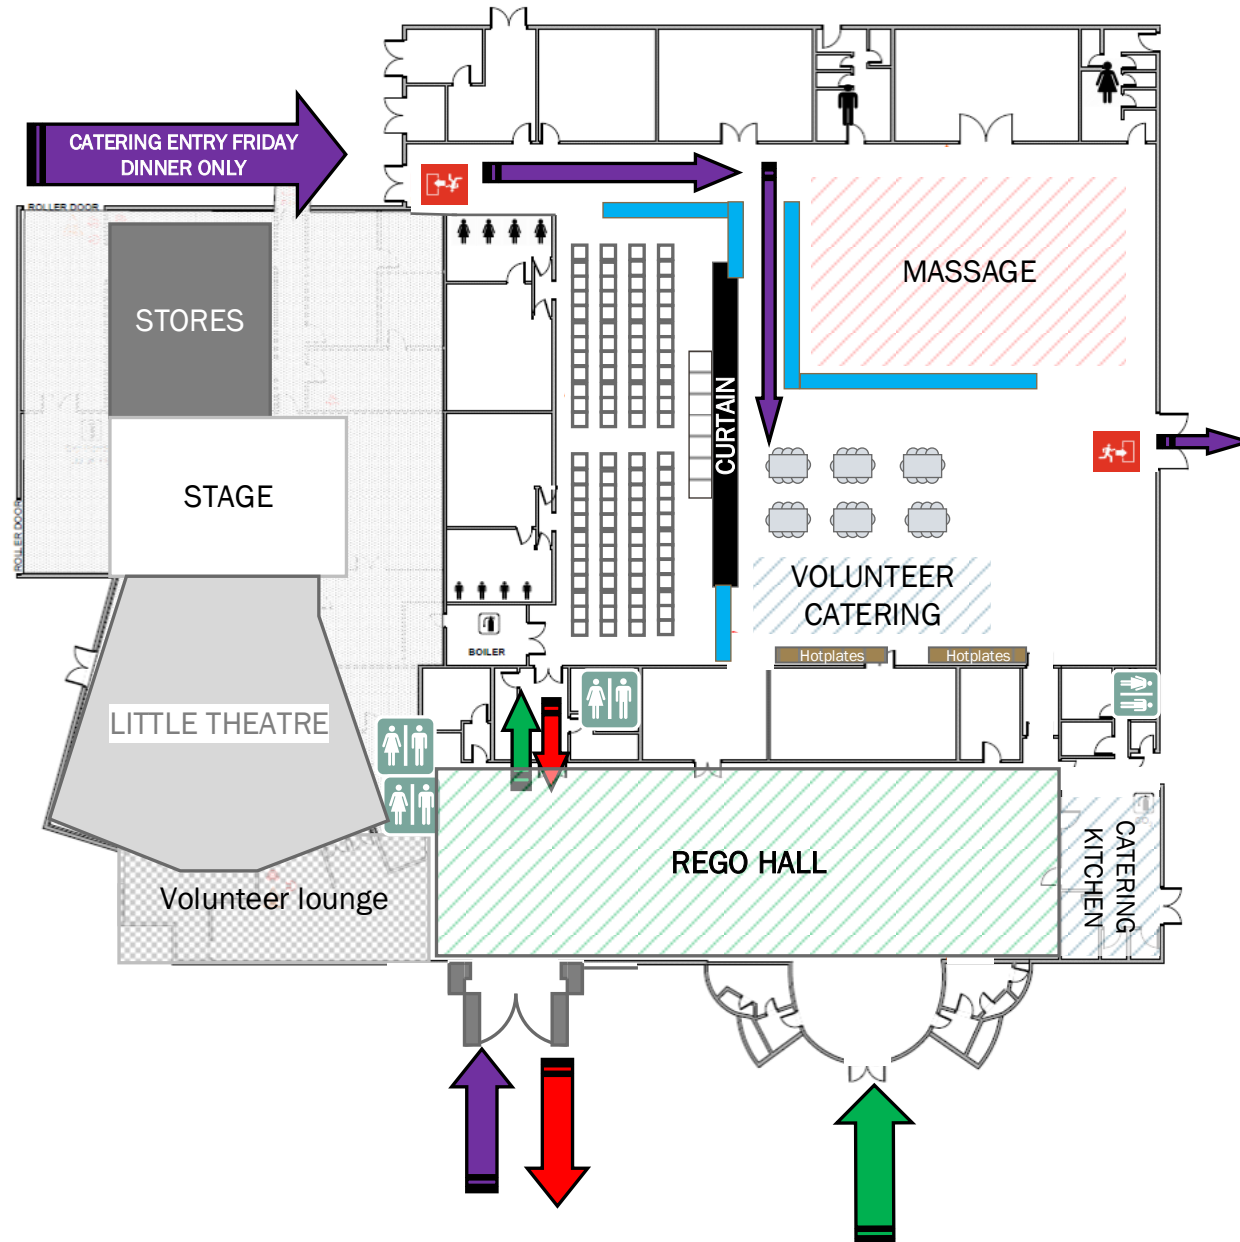 CATERING ENTRY FRIDAY
DINNER ONLY
ROLLER DOOR
STORES
MASSAGE
CURTAIN
STAGE
ROLLER DOOR
VOLUNTEER
CATERING
BOILER
Hotplates
Hotplates
LITTLE THEATRE
REGO HALL
CATERING
KITCHEN
Volunteer lounge